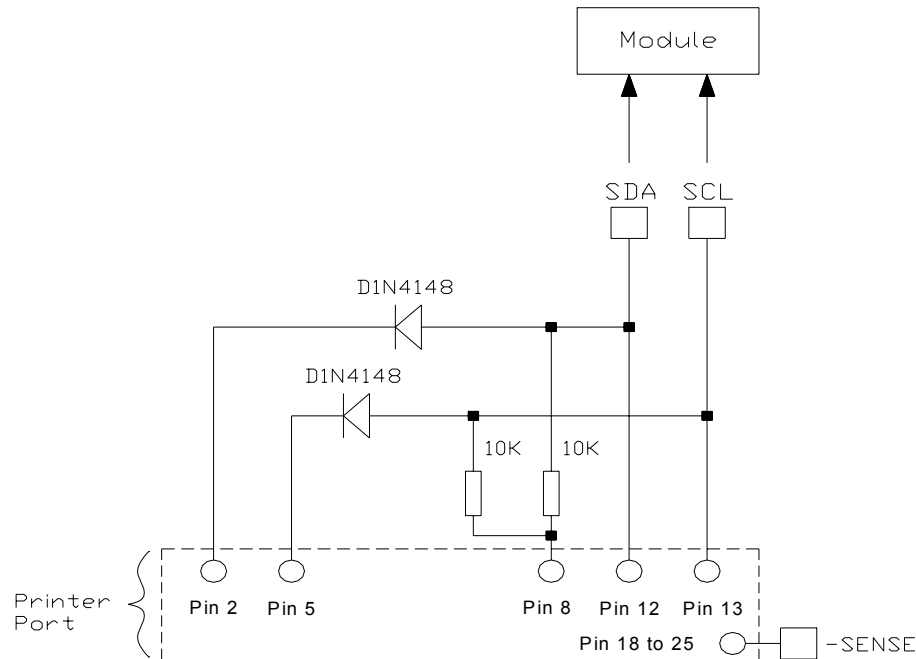 Module
SDA SCL
D1N4148
D1N4148
10K 10K
Printer
Port
Pin 2 Pin 5 Pin 8 Pin 12 Pin 13
Pin 18 to 25
-SENSE